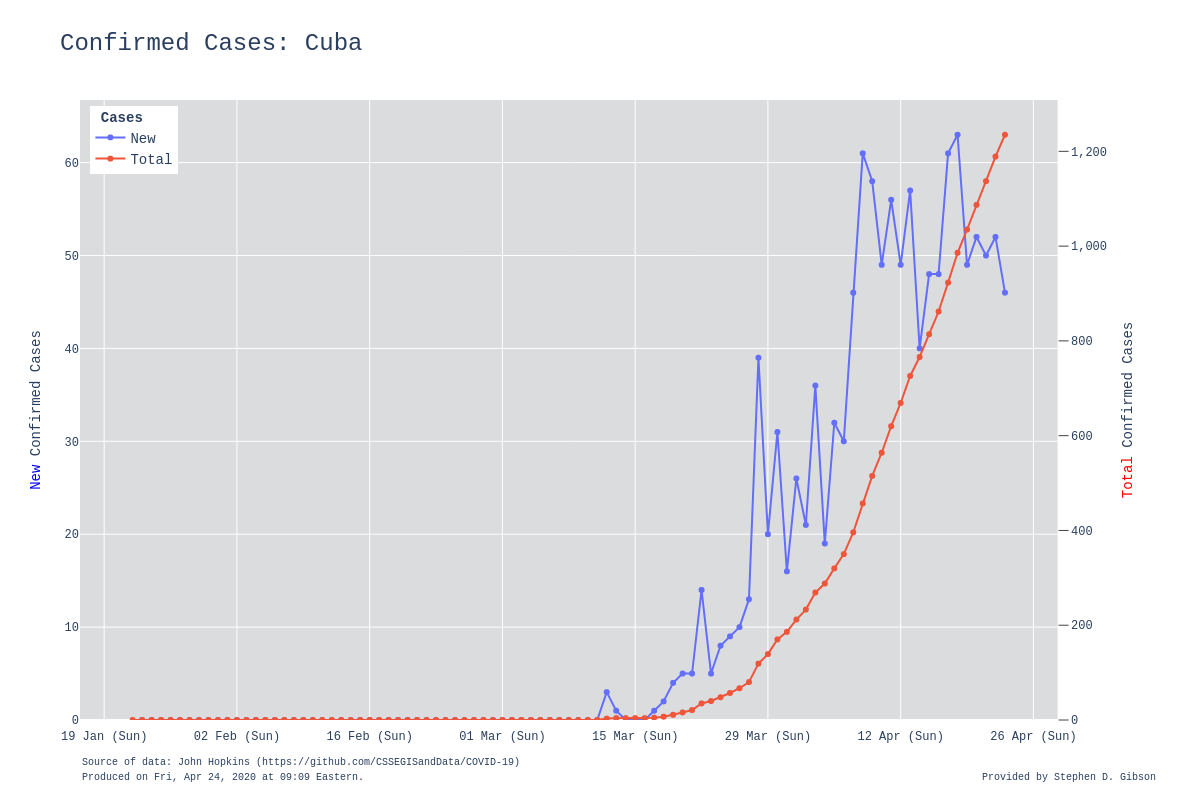 Confirmed Cases: Cuba
Cases
New
Total
60
50
40
30
20
10
0
1,200
1,000
800
600
400
200
0
New Confirmed Cases
Total Confirmed Cases
19 Jan (Sun) 02 Feb (Sun) 16 Feb (Sun) 01 Mar (Sun) 15 Mar (Sun) 29 Mar (Sun) 12 Apr (Sun) 26 Apr (Sun)
Source of data: John Hopkins (https://github.com/CSSEGISandData/COVID-19)
Produced on Fri, Apr 24, 2020 at 09:09 Eastern.
Provided by Stephen D. Gibson